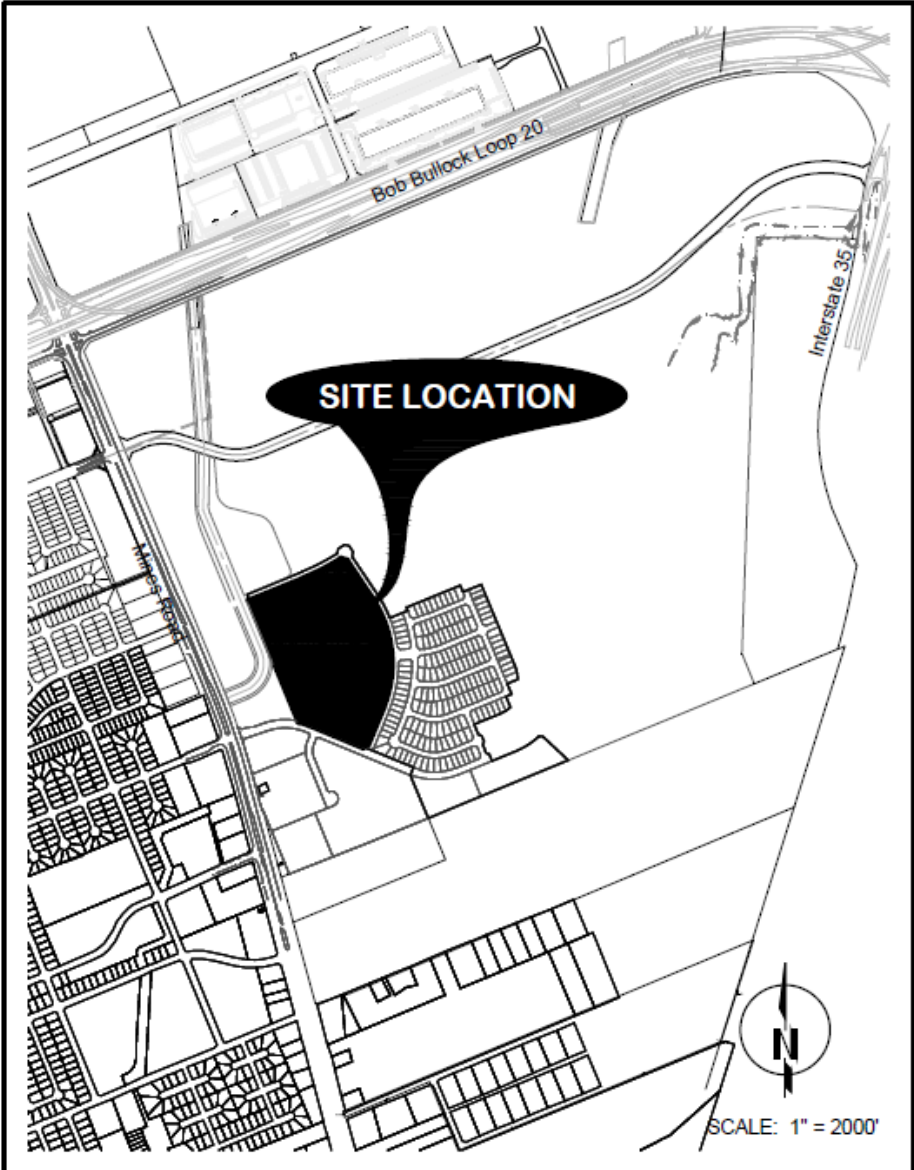 Bob Bullock Loop 20
Interstate 35
SITE LOCATION
Mines Road
N
SCALE: 1" = 2000'